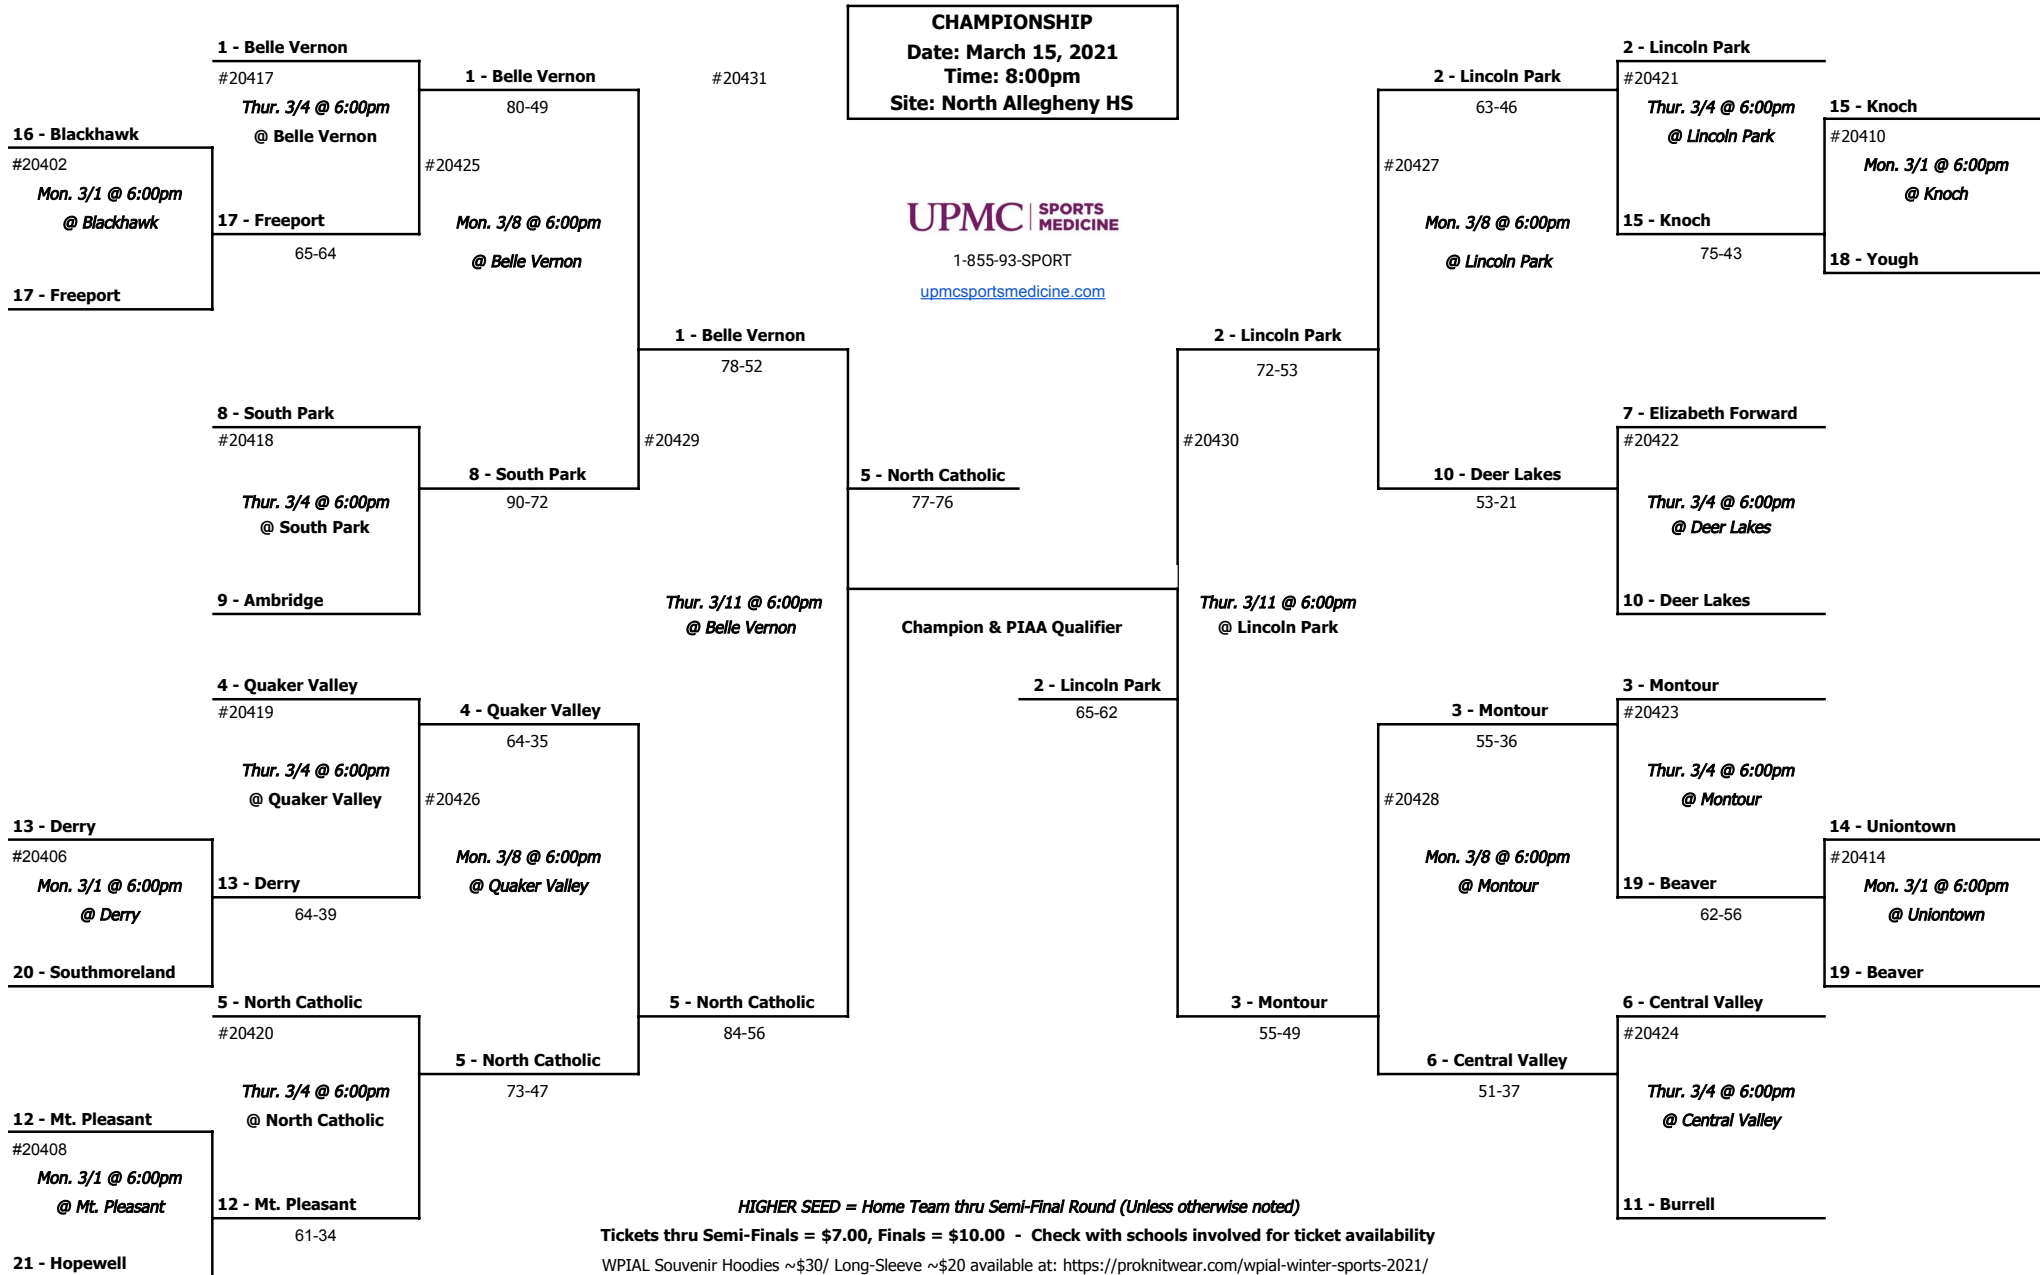 CHAMPIONSHIP
Date: March 15, 2021
Time: 8:00pm
Site: North Allegheny HS
#20431
UPMC | SPORTS MEDICINE
1-855-93-SPORT
upmcsportsmedicine.com
16 - Blackhawk
#20402
Mon. 3/1 @ 6:00pm
@ Blackhawk
17 - Freeport
13 - Derry
#20406
Mon. 3/1 @ 6:00pm
@ Derry
20 - Southmoreland
12 - Mt. Pleasant
#20408
Mon. 3/1 @ 6:00pm
@ Mt. Pleasant
21 - Hopewell
1 - Belle Vernon
#20417
Thur. 3/4 @ 6:00pm
@ Belle Vernon
17 - Freeport
65-64
8 - South Park
#20418
Thur. 3/4 @ 6:00pm
@ South Park
9 - Ambridge
4 - Quaker Valley
#20419
Thur. 3/4 @ 6:00pm
@ Quaker Valley
13 - Derry
64-39
5 - North Catholic
#20420
Thur. 3/4 @ 6:00pm
@ North Catholic
12 - Mt. Pleasant
61-34
1 - Belle Vernon
80-49
#20425
Mon. 3/8 @ 6:00pm
@ Belle Vernon
8 - South Park
90-72
4 - Quaker Valley
64-35
#20426
Mon. 3/8 @ 6:00pm
@ Quaker Valley
5 - North Catholic
73-47
1 - Belle Vernon
78-52
#20429
Thur. 3/11 @ 6:00pm
@ Belle Vernon
5 - North Catholic
84-56
5 - North Catholic
77-76
Champion & PIAA Qualifier
2 - Lincoln Park
65-62
2 - Lincoln Park
72-53
#20430
Thur. 3/11 @ 6:00pm
@ Lincoln Park
3 - Montour
55-49
2 - Lincoln Park
63-46
#20427
Mon. 3/8 @ 6:00pm
@ Lincoln Park
10 - Deer Lakes
53-21
3 - Montour
55-36
#20428
Mon. 3/8 @ 6:00pm
@ Montour
6 - Central Valley
51-37
2 - Lincoln Park
#20421
Thur. 3/4 @ 6:00pm
@ Lincoln Park
15 - Knoch
75-43
7 - Elizabeth Forward
#20422
Thur. 3/4 @ 6:00pm
@ Deer Lakes
10 - Deer Lakes
3 - Montour
#20423
Thur. 3/4 @ 6:00pm
@ Montour
19 - Beaver
62-56
6 - Central Valley
#20424
Thur. 3/4 @ 6:00pm
@ Central Valley
11 - Burrell
15 - Knoch
#20410
Mon. 3/1 @ 6:00pm
@ Knoch
18 - Yough
14 - Uniontown
#20414
Mon. 3/1 @ 6:00pm
@ Uniontown
19 - Beaver
HIGHER SEED = Home Team thru Semi-Final Round (Unless otherwise noted)
Tickets thru Semi-Finals = $7.00, Finals = $10.00 - Check with schools involved for ticket availability
WPIAL Souvenir Hoodies ~$30/ Long-Sleeve ~$20 available at: https://proknitwear.com/wpial-winter-sports-2021/